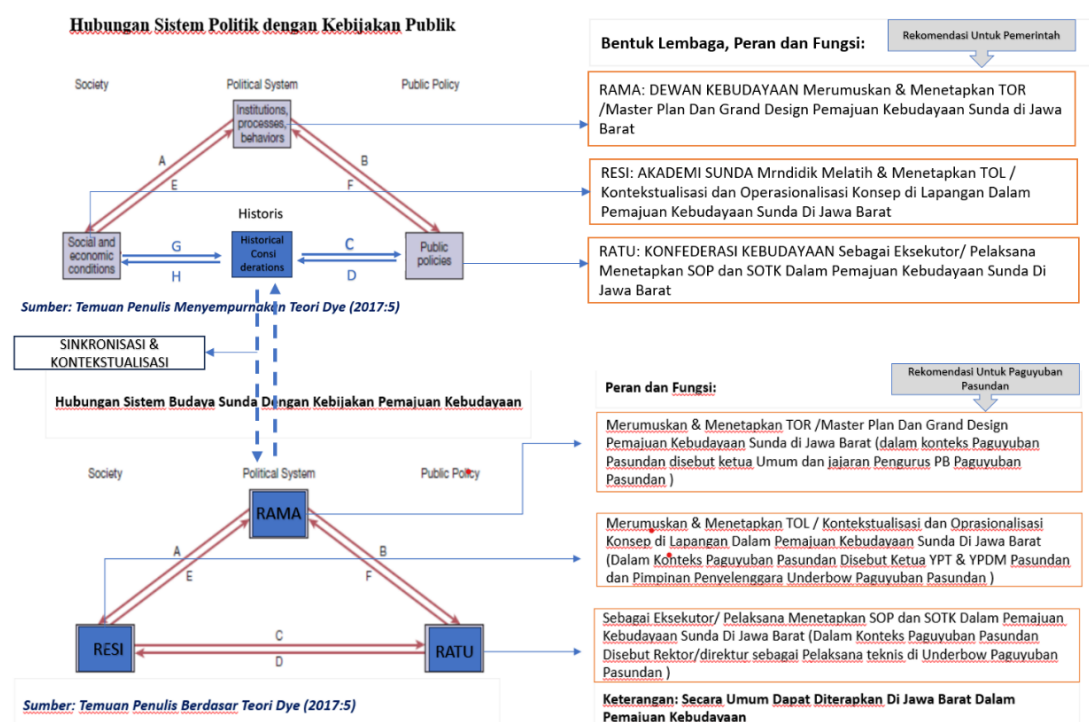 Hubungan Sistem Politik dengan Kebijakan Publik
Society
Political System
Public Policy
Institutions,
processes,
behaviors
A
E
B
F
Historis
Social and
economic
conditions
G
H
Historical
Consi
derations
C
D
Public
policies
Sumber: Temuan Penulis Menyempurnakan Teori Dye (2017:5)
SINKRONISASI &
KONTEKSTUALISASI
Bentuk Lembaga, Peran dan Fungsi:
Rekomendasi Untuk Pemerintah
RAMA: DEWAN KEBUDAYAAN Merumuskan & Menetapkan TOR
/Master Plan Dan Grand Design Pemajuan Kebudayaan Sunda di Jawa
Barat
RESI: AKADEMI SUNDA Mrndidik Melatih & Menetapkan TOL /
Kontekstualisasi dan Operasionalisasi Konsep di Lapangan Dalam
Pemajuan Kebudayaan Sunda Di Jawa Barat
RATU: KONFEDERASI KEBUDAYAAN Sebagai Eksekutor/ Pelaksana
Menetapkan SOP dan SOTK Dalam Pemajuan Kebudayaan Sunda Di
Jawa Barat
Hubungan Sistem Budaya Sunda Dengan Kebijakan Pemajuan Kebudayaan
Society
Political System
Public Policy
RAMA
A
E
B
F
RESI
C
D
RATU
Sumber: Temuan Penulis Berdasar Teori Dye (2017:5)
Peran dan Fungsi:
Rekomendasi Untuk Paguyuban
Pasundan
Merumuskan & Menetapkan TOR /Master Plan Dan Grand Design
Pemajuan Kebudayaan Sunda di Jawa Barat (dalam konteks Paguyuban
Pasundan disebut ketua Umum dan jajaran Pengurus PB Paguyuban
Pasundan )
Merumuskan & Menetapkan TOL / Kontekstualisasi dan Oprasionalisasi
Konsep di Lapangan Dalam Pemajuan Kebudayaan Sunda Di Jawa Barat
(Dalam Konteks Paguyuban Pasundan Disebut Ketua YPT & YPDM Pasundan
dan Pimpinan Penyelenggara Underbow Paguyuban Pasundan )
Sebagai Eksekutor/ Pelaksana Menetapkan SOP dan SOTK Dalam Pemajuan
Kebudayaan Sunda Di Jawa Barat (Dalam Konteks Paguyuban Pasundan
Disebut Rektor/direktur sebagai Pelaksana teknis di Underbow Paguyuban
Pasundan )
Keterangan: Secara Umum Dapat Diterapkan Di Jawa Barat Dalam
Pemajuan Kebudayaan